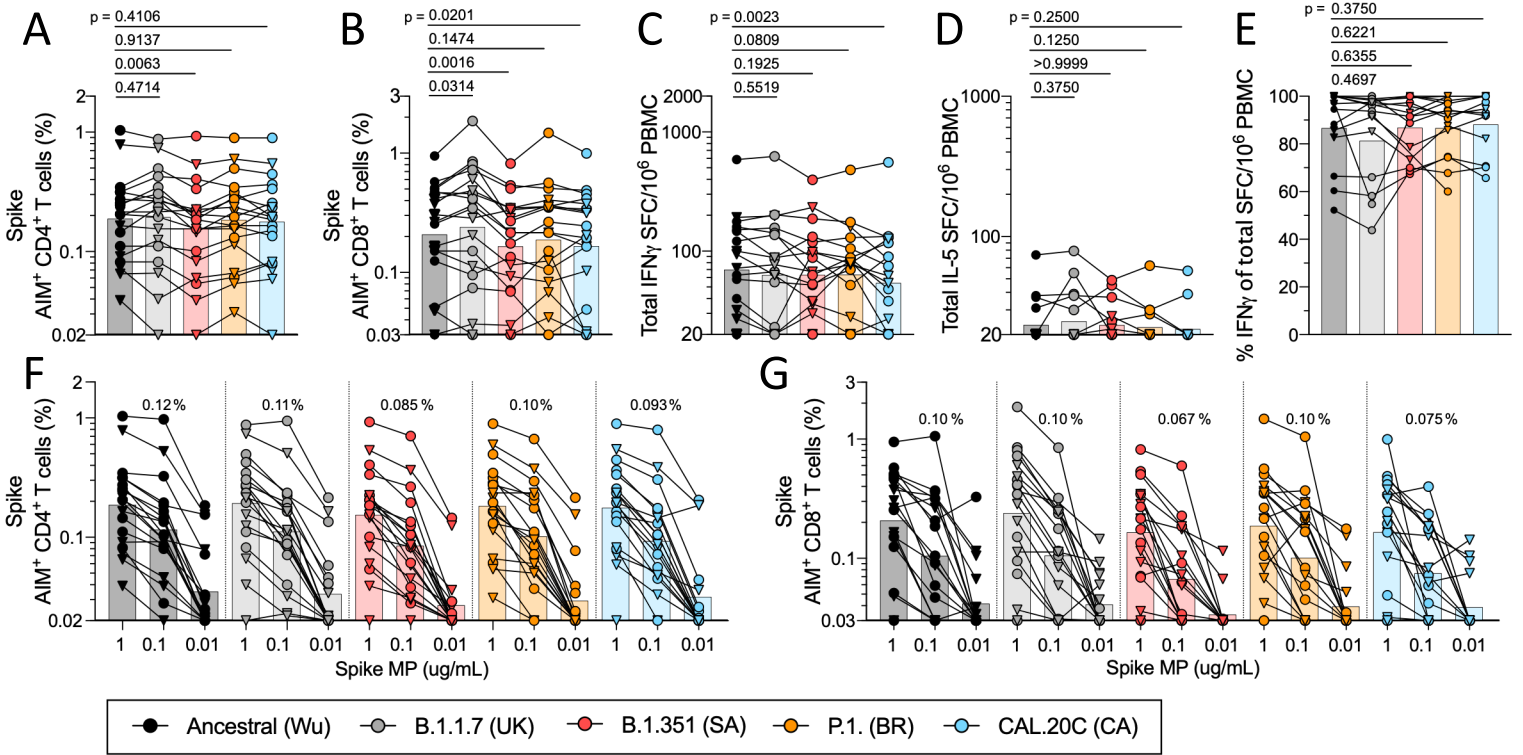 A
p = 0.4106
0.9137
0.0063
0.4714
Spike
AIM+ CD4+ T cells (%)
2
1
0.1
0.02
B
p = 0.0201
0.1474
0.0016
0.0314
Spike
AIM+ CD8+ T cells (%)
3
1
0.1
0.03
C
p = 0.0023
0.0809
0.1925
0.5519
Total IFNγ SFC/10⁶ PBMC
2000
1000
100
20
D
p = 0.2500
0.1250
>0.9999
0.3750
Total IL-5 SFC/10⁶ PBMC
1000
100
20
E
p = 0.3750
0.6221
0.6355
0.4697
% IFNγ of total SFC/10⁶ PBMC
100
80
60
40
20
0
F
Spike
AIM+ CD4+ T cells (%)
2
1
0.1
0.02
0.12 % 0.11 % 0.085 % 0.10 % 0.093 %
1 0.1 0.01 1 0.1 0.01 1 0.1 0.01 1 0.1 0.01 1 0.1 0.01
Spike MP (ug/mL)
G
Spike
AIM+ CD8+ T cells (%)
3
1
0.1
0.03
0.10 % 0.10 % 0.067 % 0.10 % 0.075 %
1 0.1 0.01 1 0.1 0.01 1 0.1 0.01 1 0.1 0.01 1 0.1 0.01
Spike MP (ug/mL)
Ancestral (Wu) B.1.1.7 (UK) B.1.351 (SA) P.1. (BR) CAL.20C (CA)